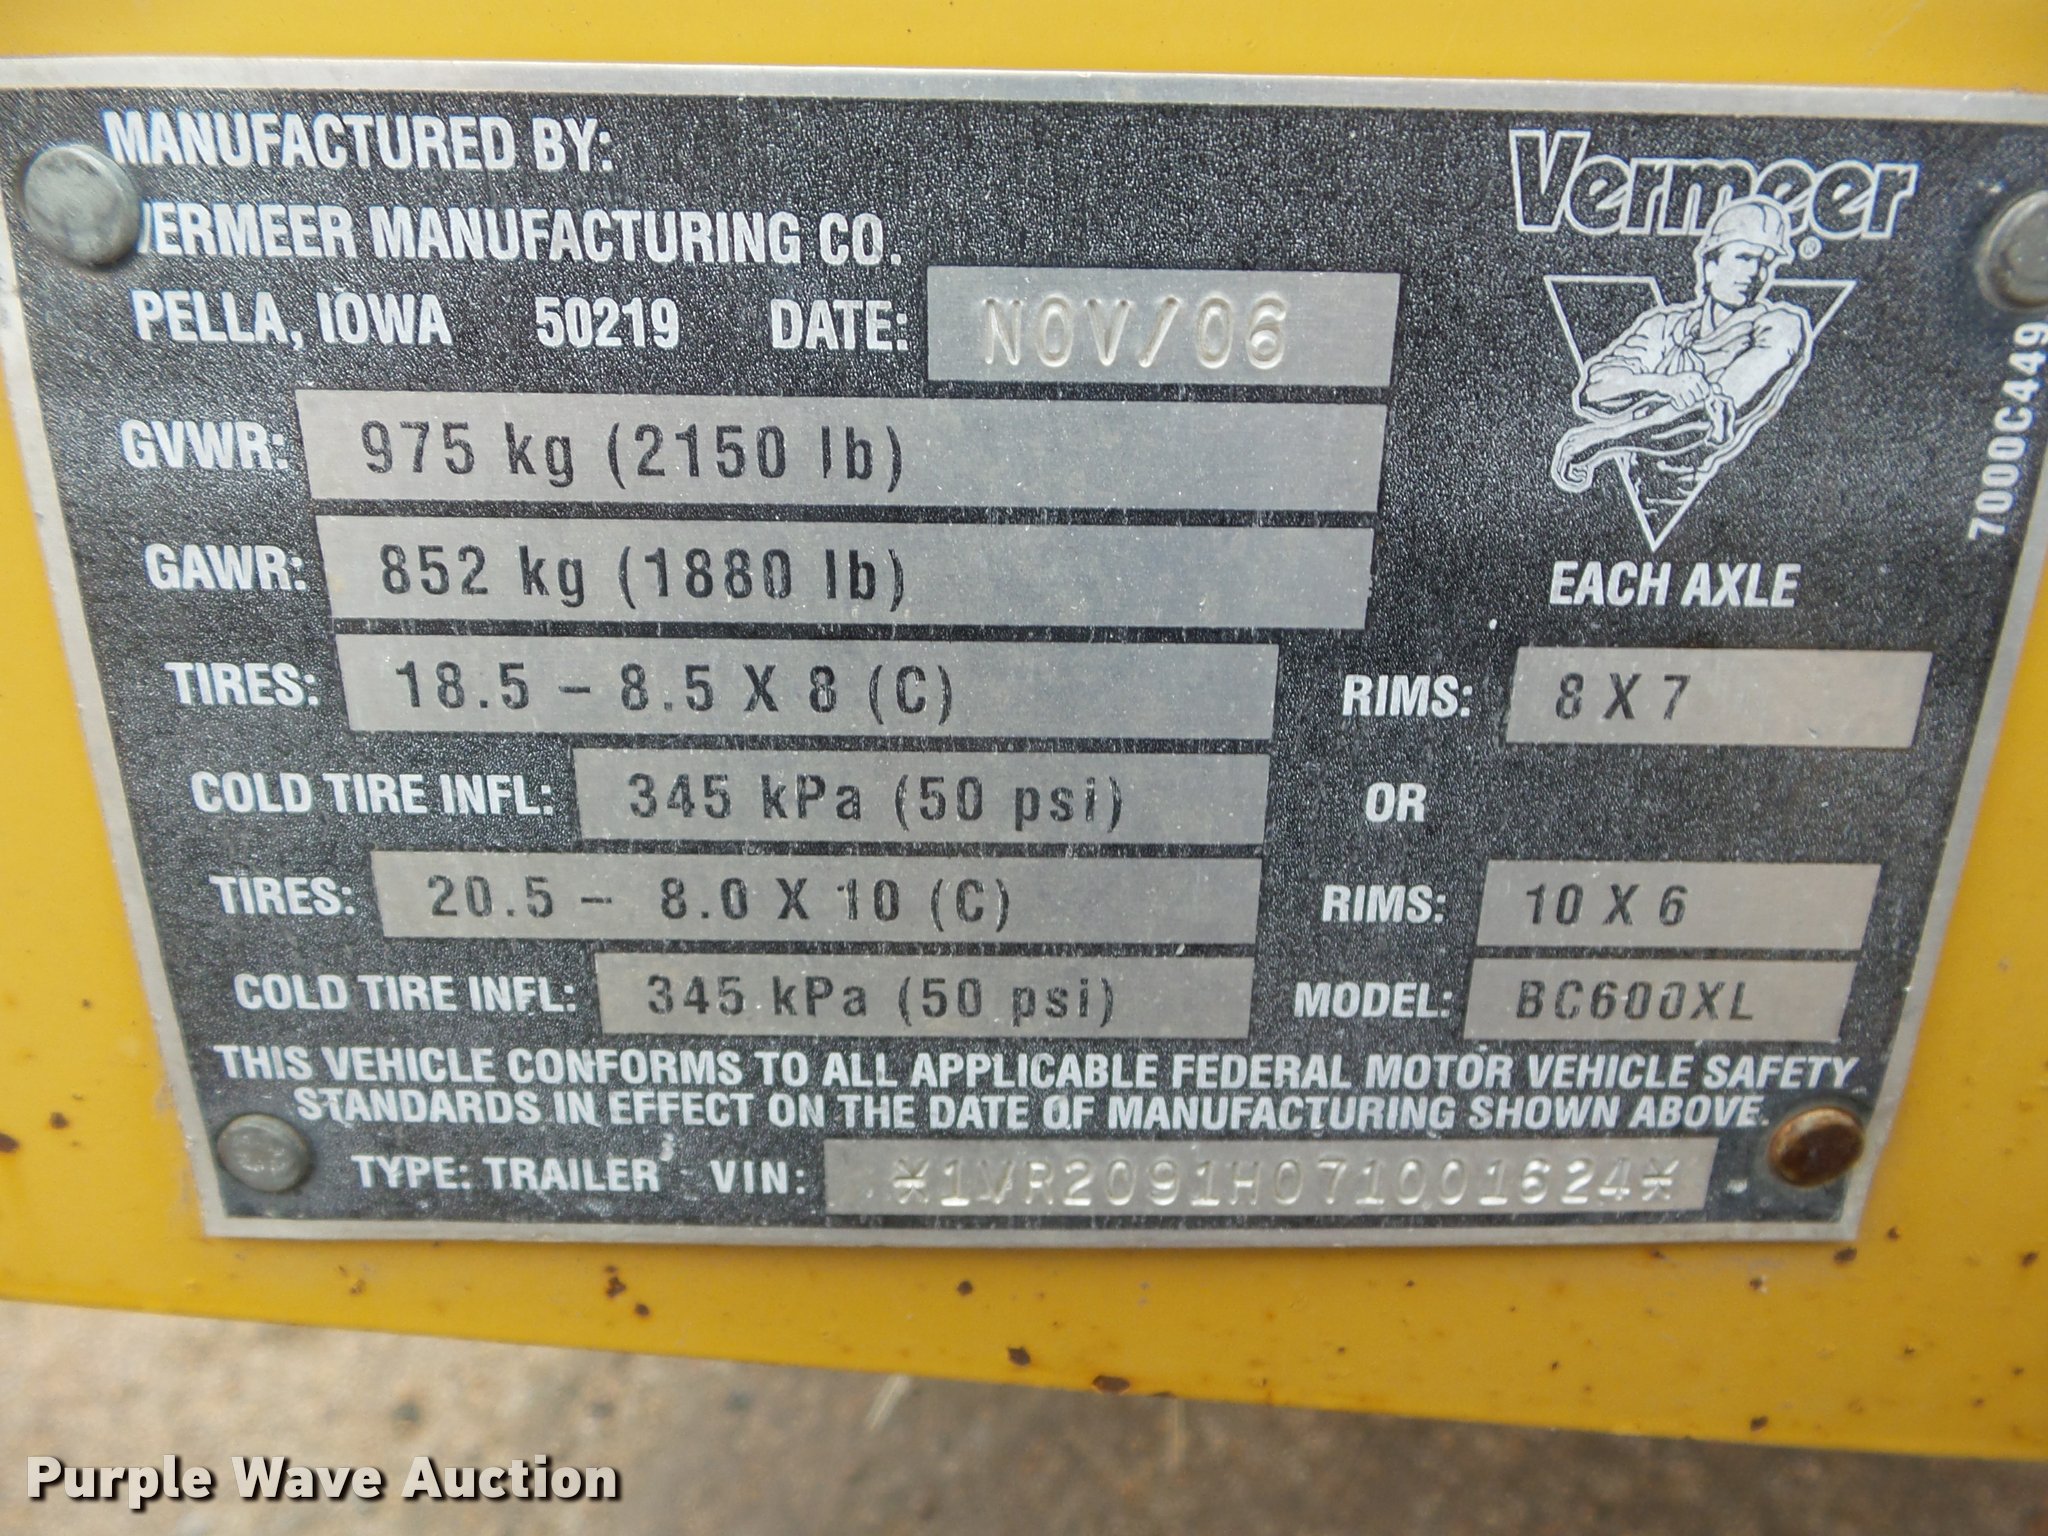 MANUFACTURED BY:
VERMEER MANUFACTURING CO.
PELLA, IOWA 50219 DATE: NOV/06
Vermeer®
GVWR: 975 kg (2150 lb)
GAWR: 852 kg (1880 lb)
EACH AXLE
7000C449
TIRES: 18.5 - 8.5 X 8 (C) RIMS: 8 X 7
COLD TIRE INFL: 345 kPa (50 psi) OR
TIRES: 20.5 - 8.0 X 10 (C) RIMS: 10 X 6
COLD TIRE INFL: 345 kPa (50 psi) MODEL: BC600XL
THIS VEHICLE CONFORMS TO ALL APPLICABLE FEDERAL MOTOR VEHICLE SAFETY
STANDARDS IN EFFECT ON THE DATE OF MANUFACTURING SHOWN ABOVE.
TYPE: TRAILER VIN: *1VR2091H071001624*
Purple Wave Auction